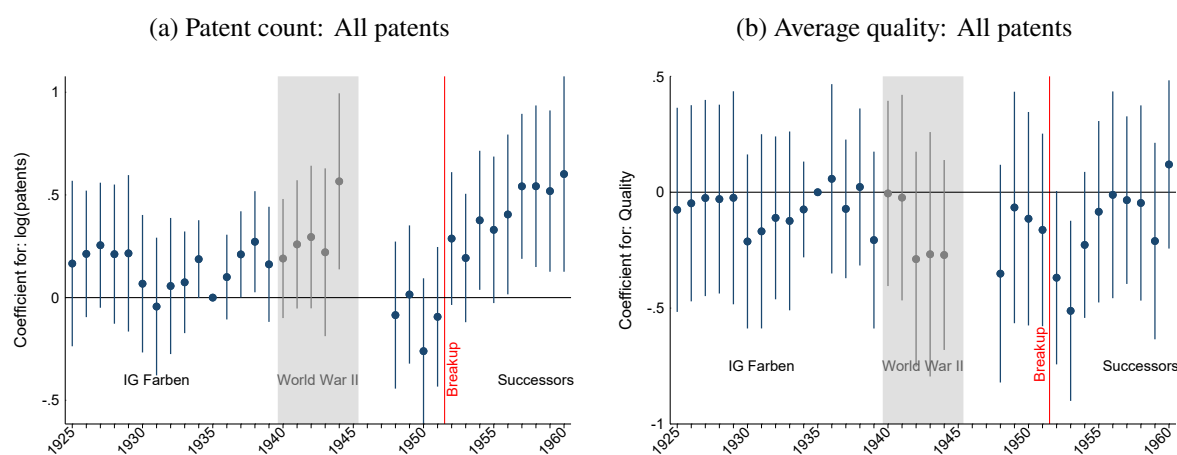 (a) Patent count: All patents
Coefficient for: log(patents)
1
.5
0
-.5
IG Farben
World War II
Breakup
Successors
1925
1930
1935
1940
1945
1950
1955
1960
(b) Average quality: All patents
Coefficient for: Quality
.5
0
-.5
-1
IG Farben
World War II
Breakup
Successors
1925
1930
1935
1940
1945
1950
1955
1960